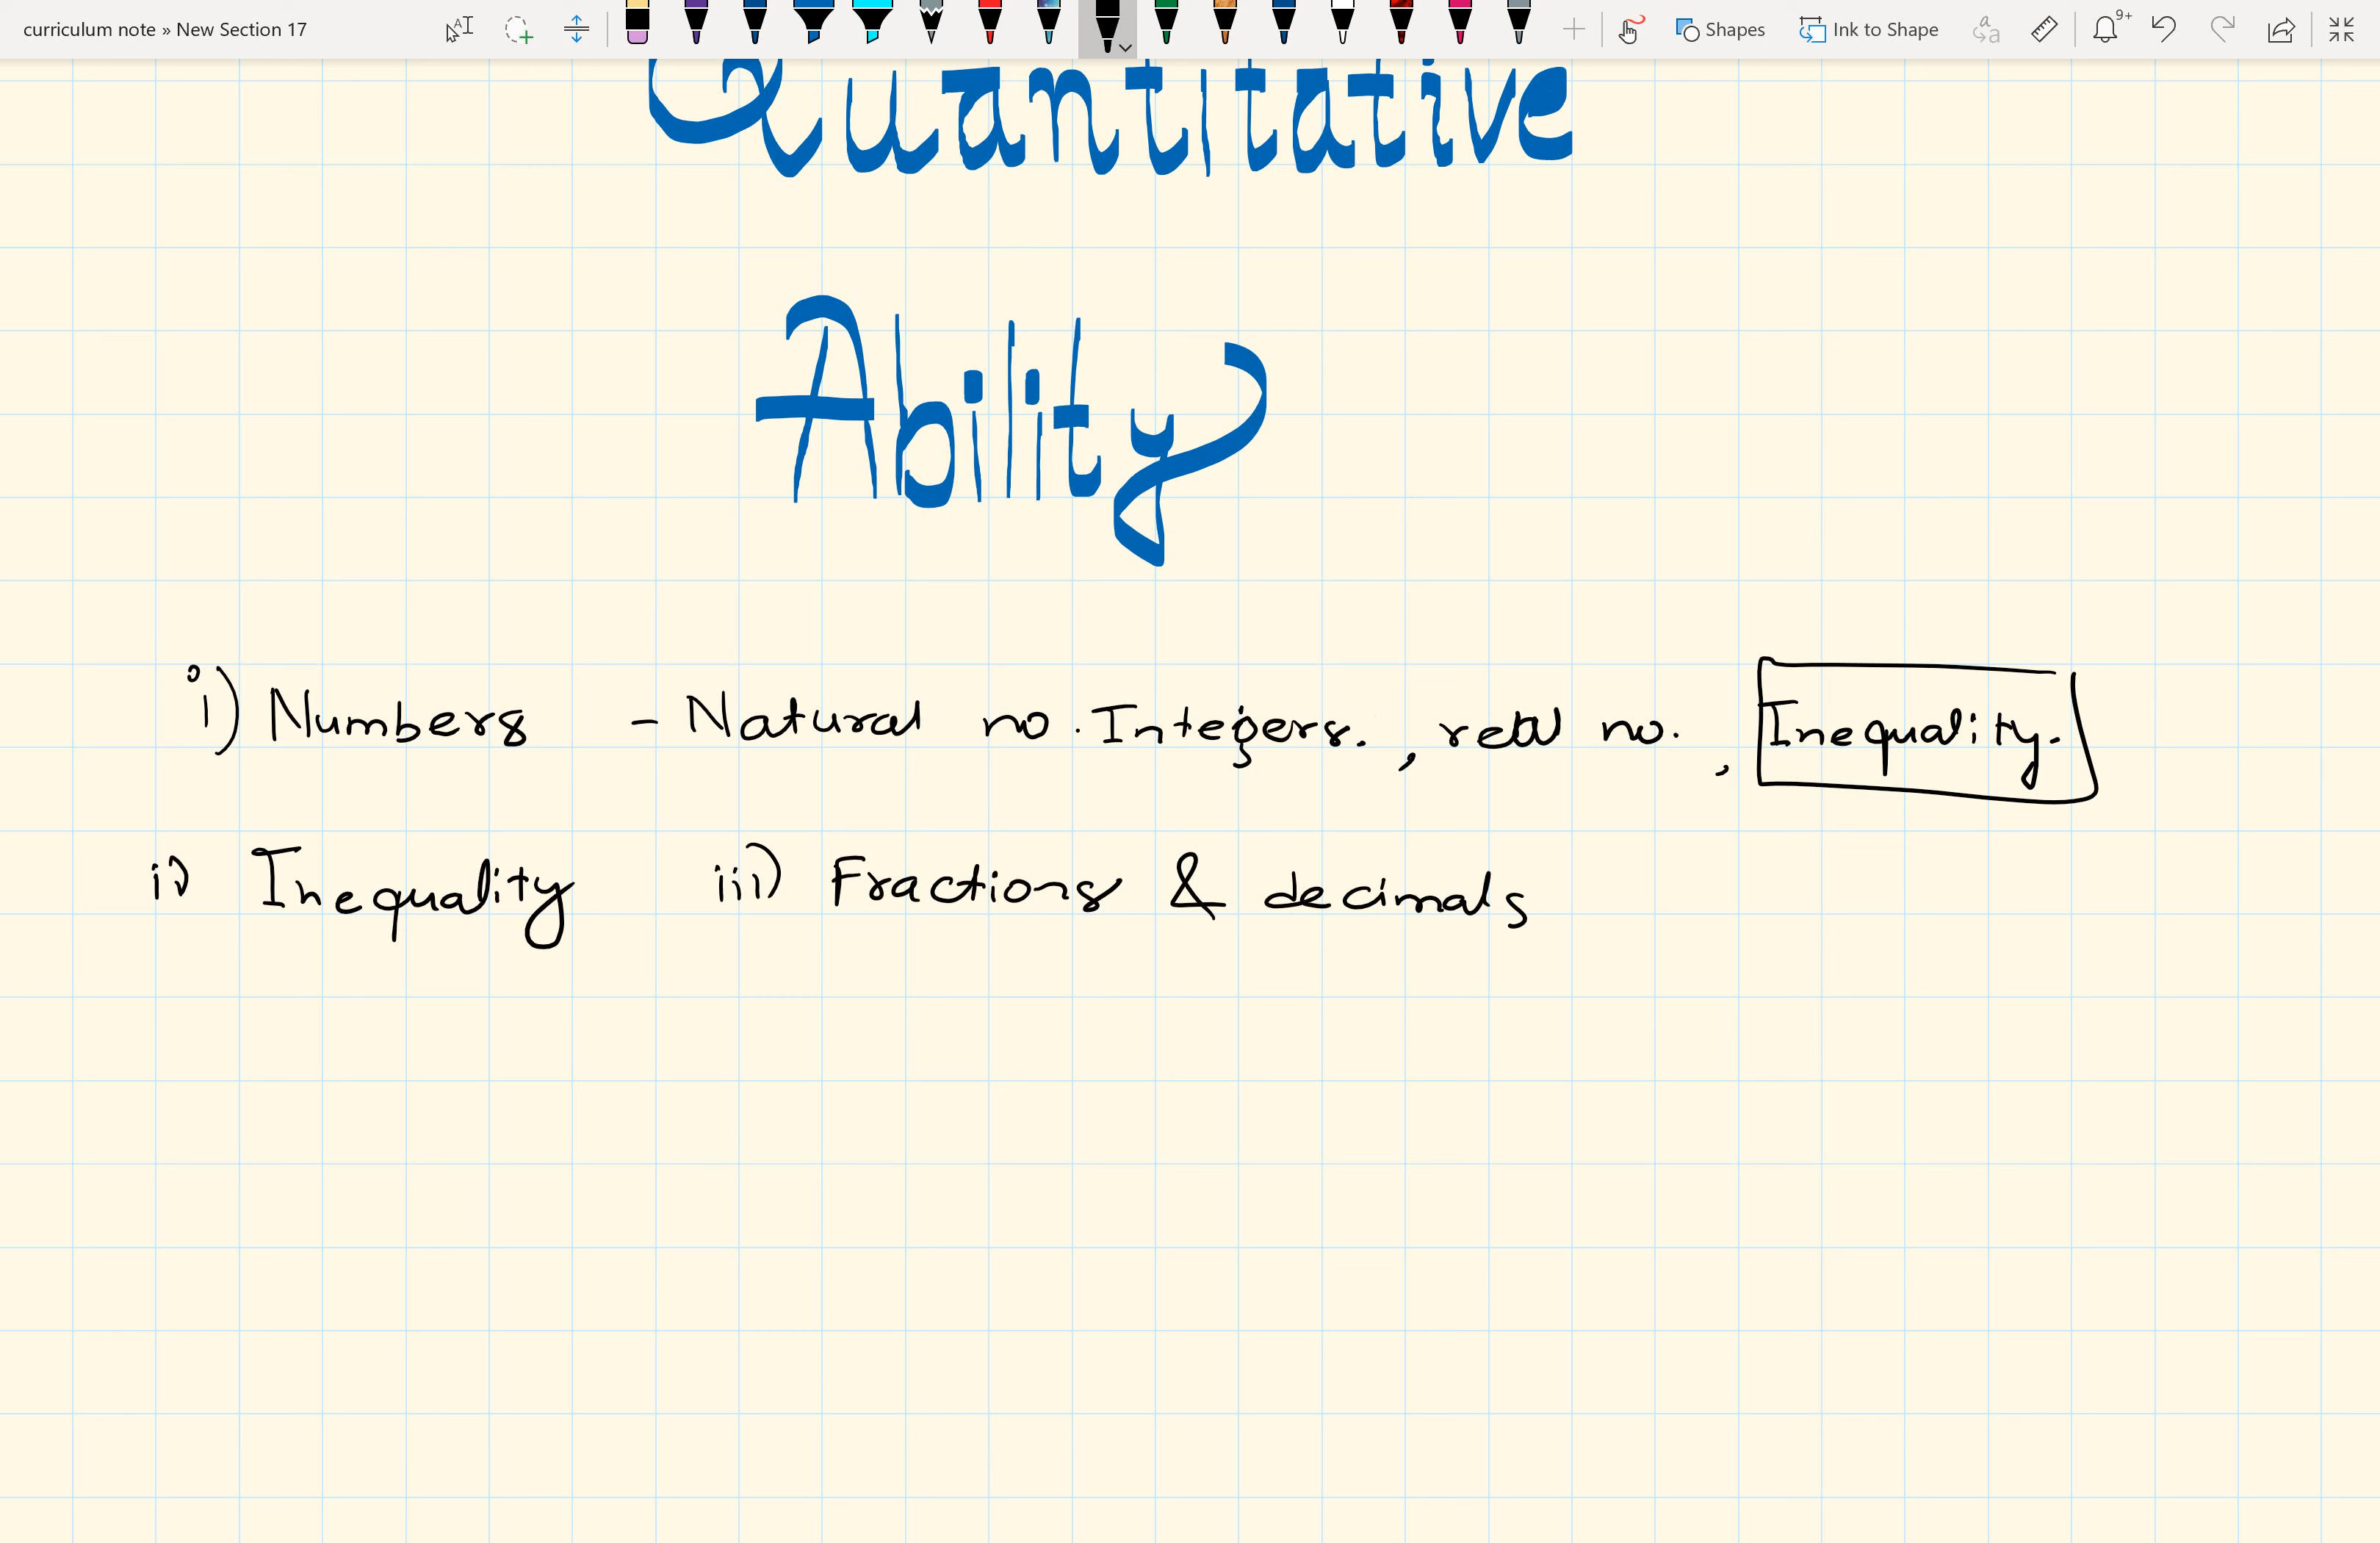 curriculum note » New Section 17 Shapes Ink to Shape 9+
Quantitative
Ability
i) Numbers - Natural no. Integers., real no., Inequality.
i) Inequality iii) Fractions & decimals